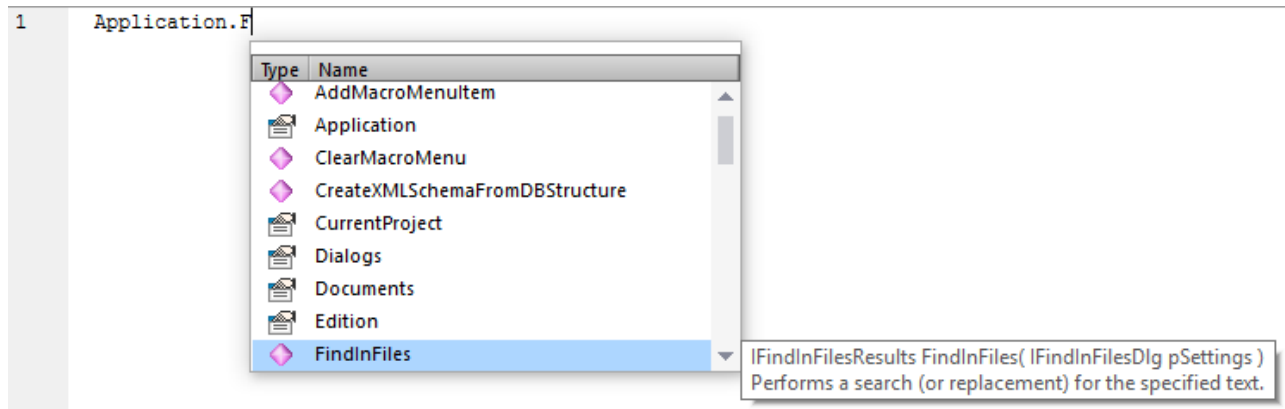 1 Application.F
Type Name
AddMacroMenuItem
Application
ClearMacroMenu
CreateXMLSchemaFromDBStructure
CurrentProject
Dialogs
Documents
Edition
FindInFiles
IFindInFilesResults FindInFiles( IFindInFilesDlg pSettings )
Performs a search (or replacement) for the specified text.